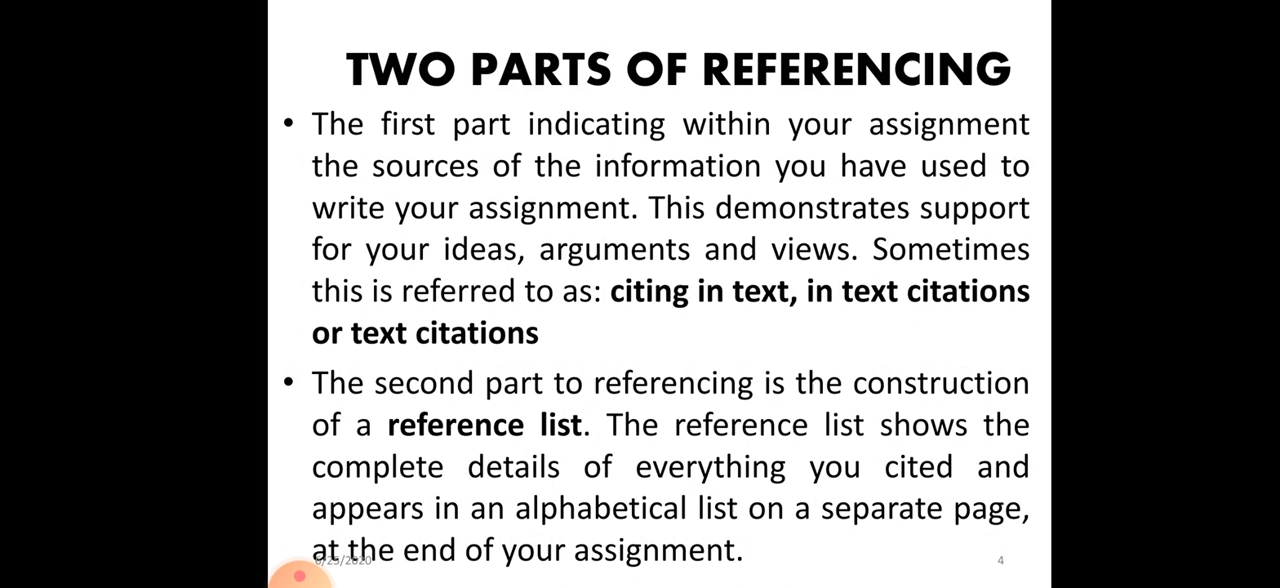 TWO PARTS OF REFERENCING
• The first part indicating within your assignment
the sources of the information you have used to
write your assignment. This demonstrates support
for your ideas, arguments and views. Sometimes
this is referred to as: citing in text, in text citations
or text citations
• The second part to referencing is the construction
of a reference list. The reference list shows the
complete details of everything you cited and
appears in an alphabetical list on a separate page,
at the end of your assignment.
4